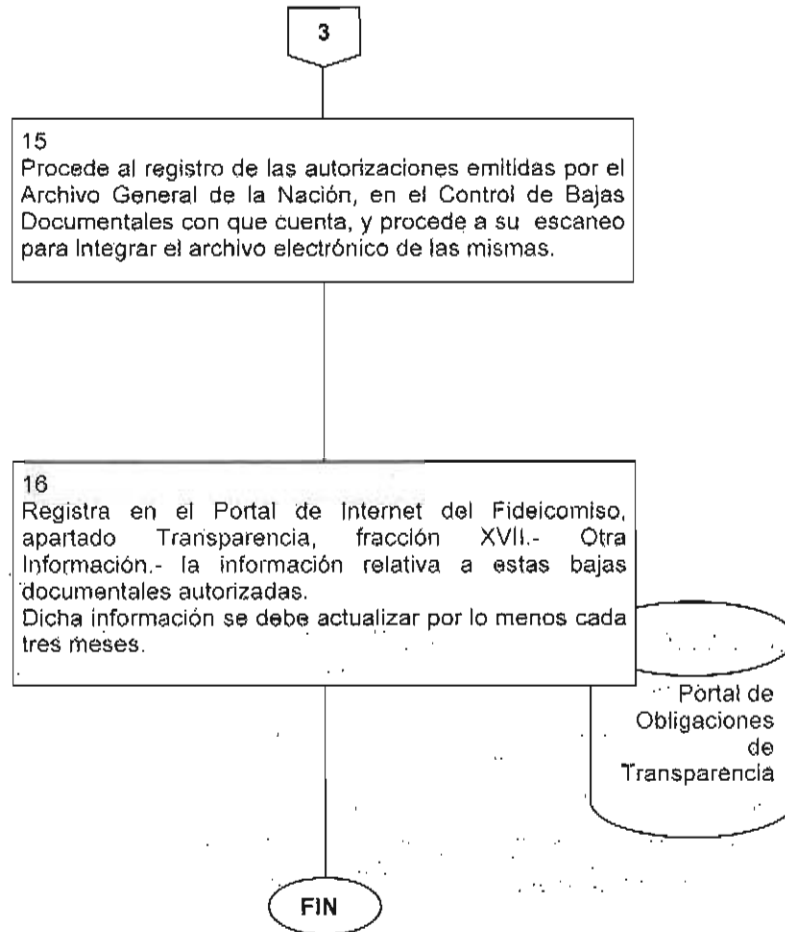 3
15
Procede al registro de las autorizaciones emitidas por el
Archivo General de la Nación, en el Control de Bajas
Documentales con que cuenta, y procede a su escaneo
para Integrar el archivo electrónico de las mismas.
16
Registra en el Portal de Internet del Fideicomiso,
apartado Transparencia, fracción XVII.- Otra
Información.- la información relativa a estas bajas
documentales autorizadas.
Dicha información se debe actualizar por lo menos cada
tres meses.
Portal de
Obligaciones
de
Transparencia
FIN